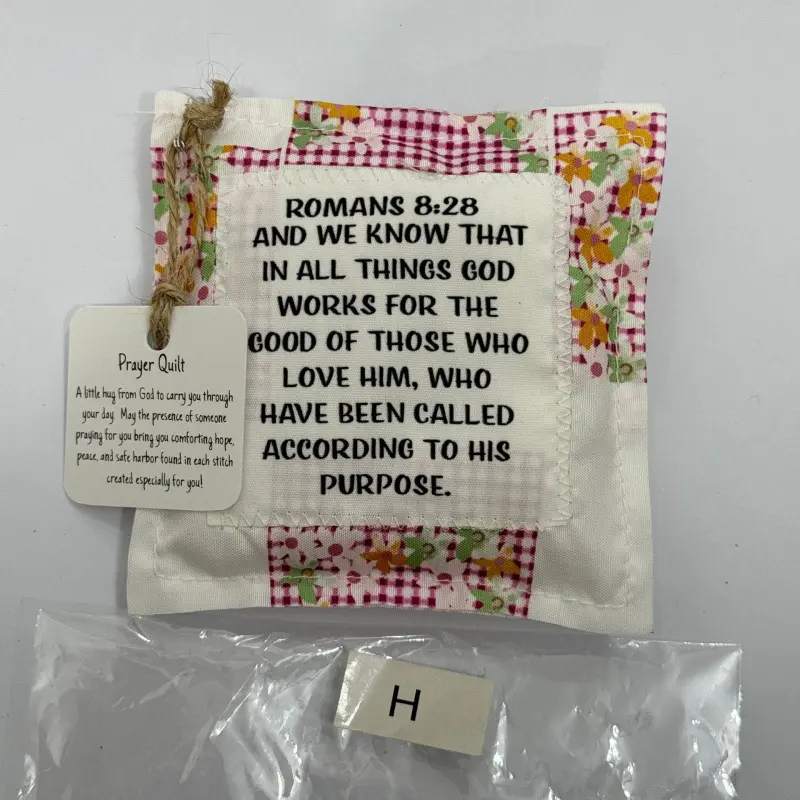 ROMANS 8:28
AND WE KNOW THAT
IN ALL THINGS GOD
WORKS FOR THE
GOOD OF THOSE WHO
LOVE HIM, WHO
HAVE BEEN CALLED
ACCORDING TO HIS
PURPOSE.
Prayer Quilt
A little hug from God to carry you through
your day. May the presence of someone
praying for you bring you comforting hope,
peace, and safe harbor found in each stitch
created especially for you!
H